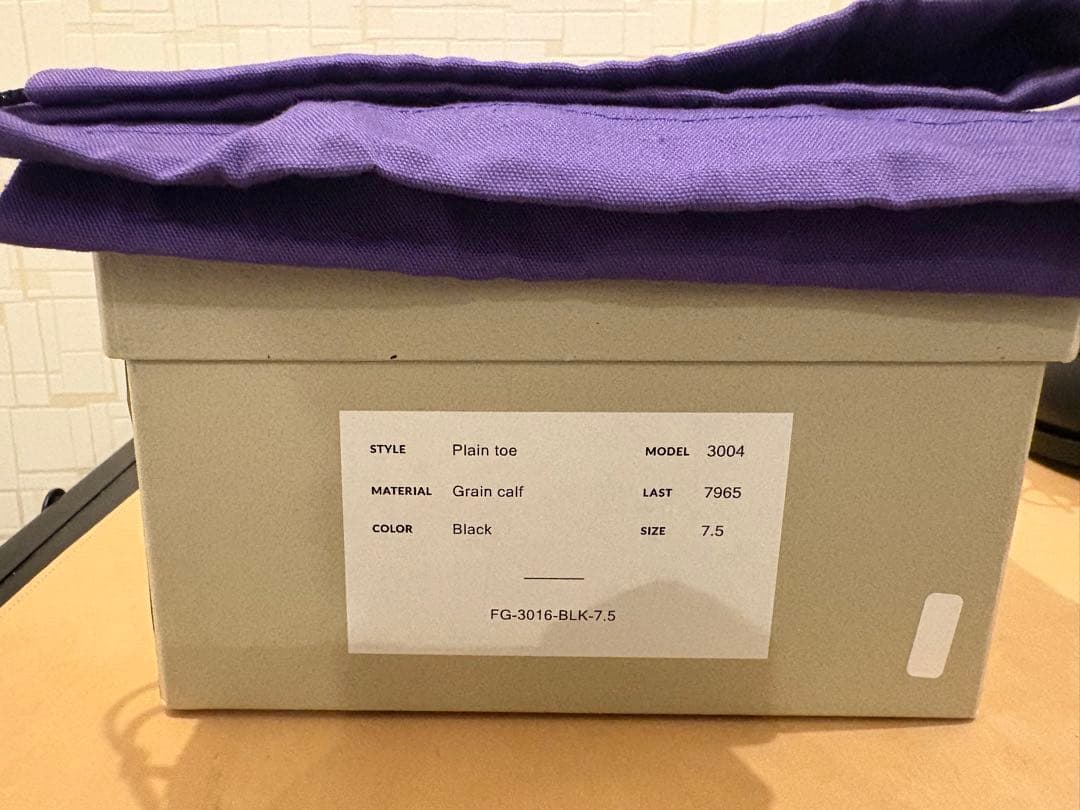 STYLE Plain toe MODEL 3004
MATERIAL Grain calf LAST 7965
COLOR Black SIZE 7.5
FG-3016-BLK-7.5